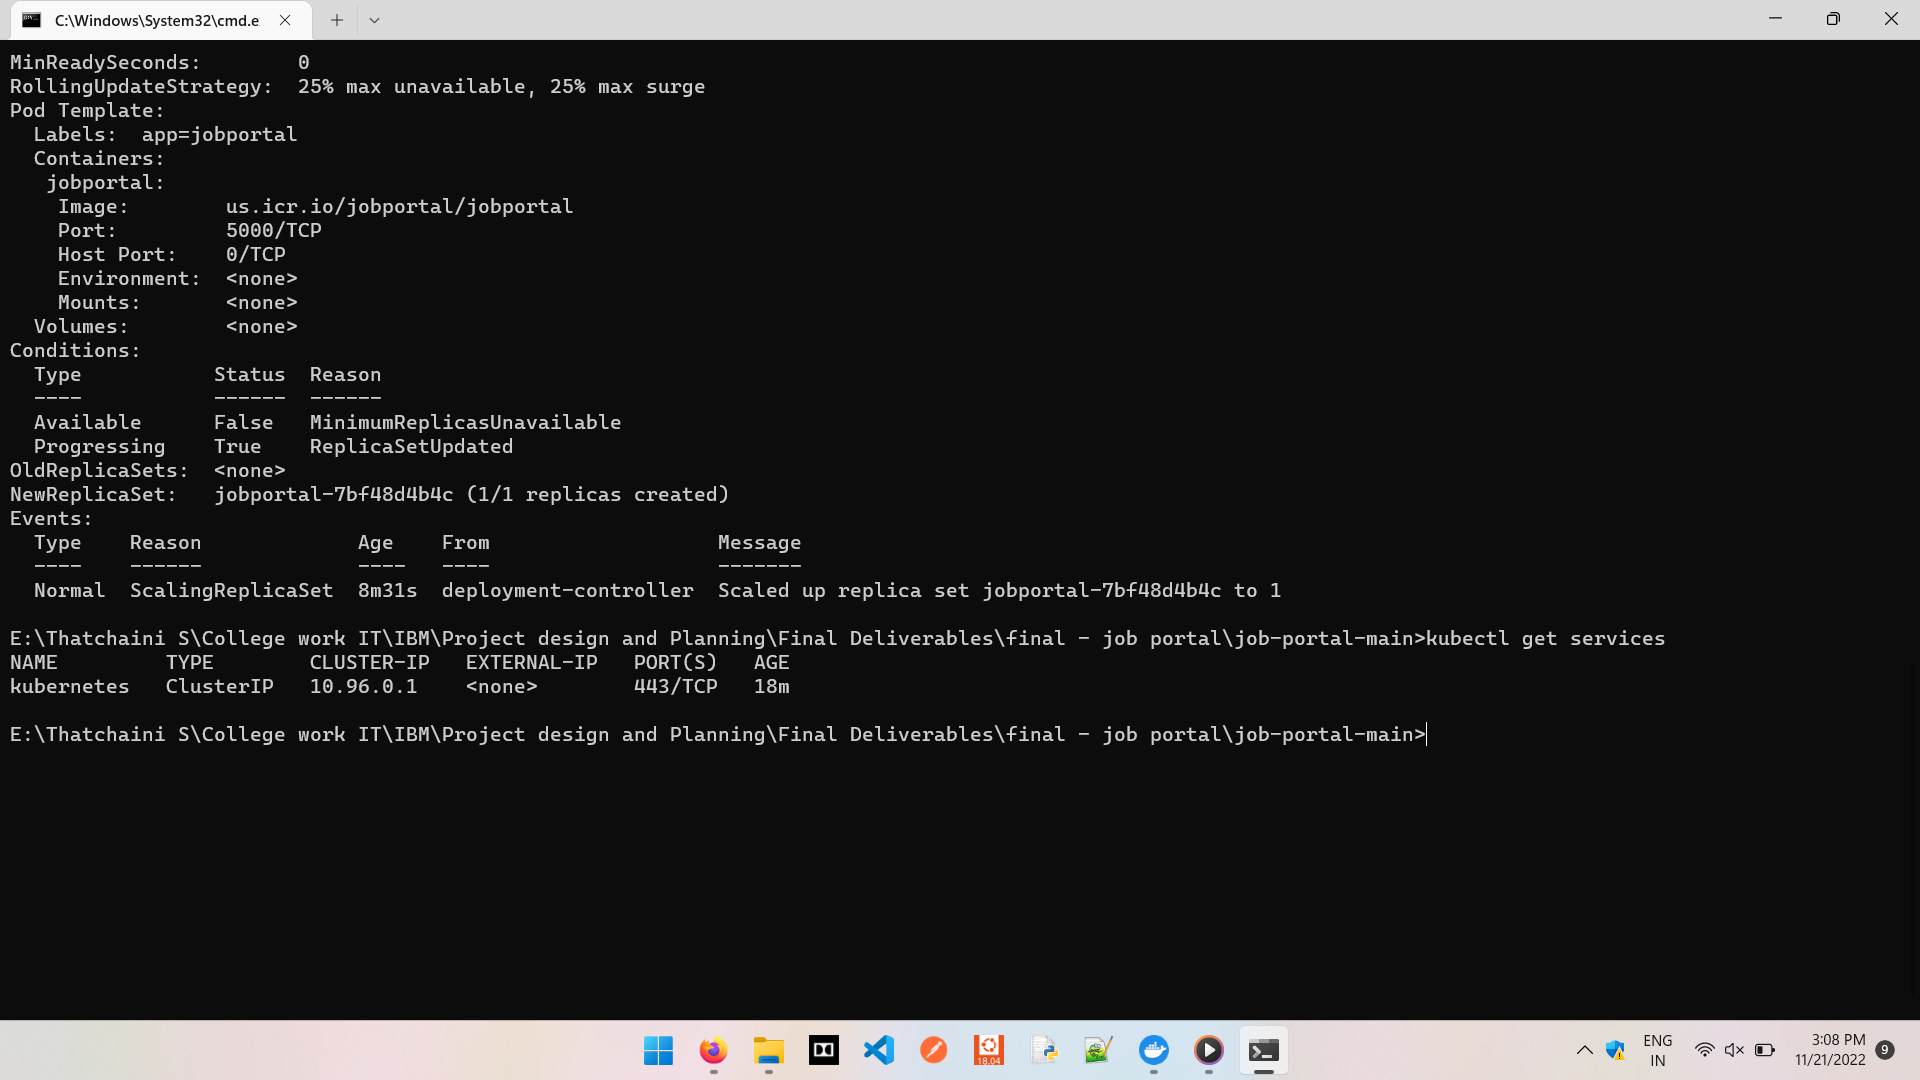 C:\Windows\System32\cmd.e
MinReadySeconds:        0
RollingUpdateStrategy:  25% max unavailable, 25% max surge
Pod Template:
  Labels:  app=jobportal
  Containers:
   jobportal:
    Image:        us.icr.io/jobportal/jobportal
    Port:         5000/TCP
    Host Port:    0/TCP
    Environment:  <none>
    Mounts:       <none>
  Volumes:        <none>
Conditions:
  Type           Status  Reason
  ----           ------  ------
  Available      False   MinimumReplicasUnavailable
  Progressing    True    ReplicaSetUpdated
OldReplicaSets:  <none>
NewReplicaSet:   jobportal-7bf48d4b4c (1/1 replicas created)
Events:
  Type    Reason             Age    From                   Message
  ----    ------             ----   ----                   -------
  Normal  ScalingReplicaSet  8m31s  deployment-controller  Scaled up replica set jobportal-7bf48d4b4c to 1
E:\Thatchaini S\College work IT\IBM\Project design and Planning\Final Deliverables\final - job portal\job-portal-main>kubectl get services
NAME         TYPE        CLUSTER-IP   EXTERNAL-IP   PORT(S)   AGE
kubernetes   ClusterIP   10.96.0.1    <none>        443/TCP   18m
E:\Thatchaini S\College work IT\IBM\Project design and Planning\Final Deliverables\final - job portal\job-portal-main>
18.04
ENG
IN
3:08 PM
11/21/2022
9